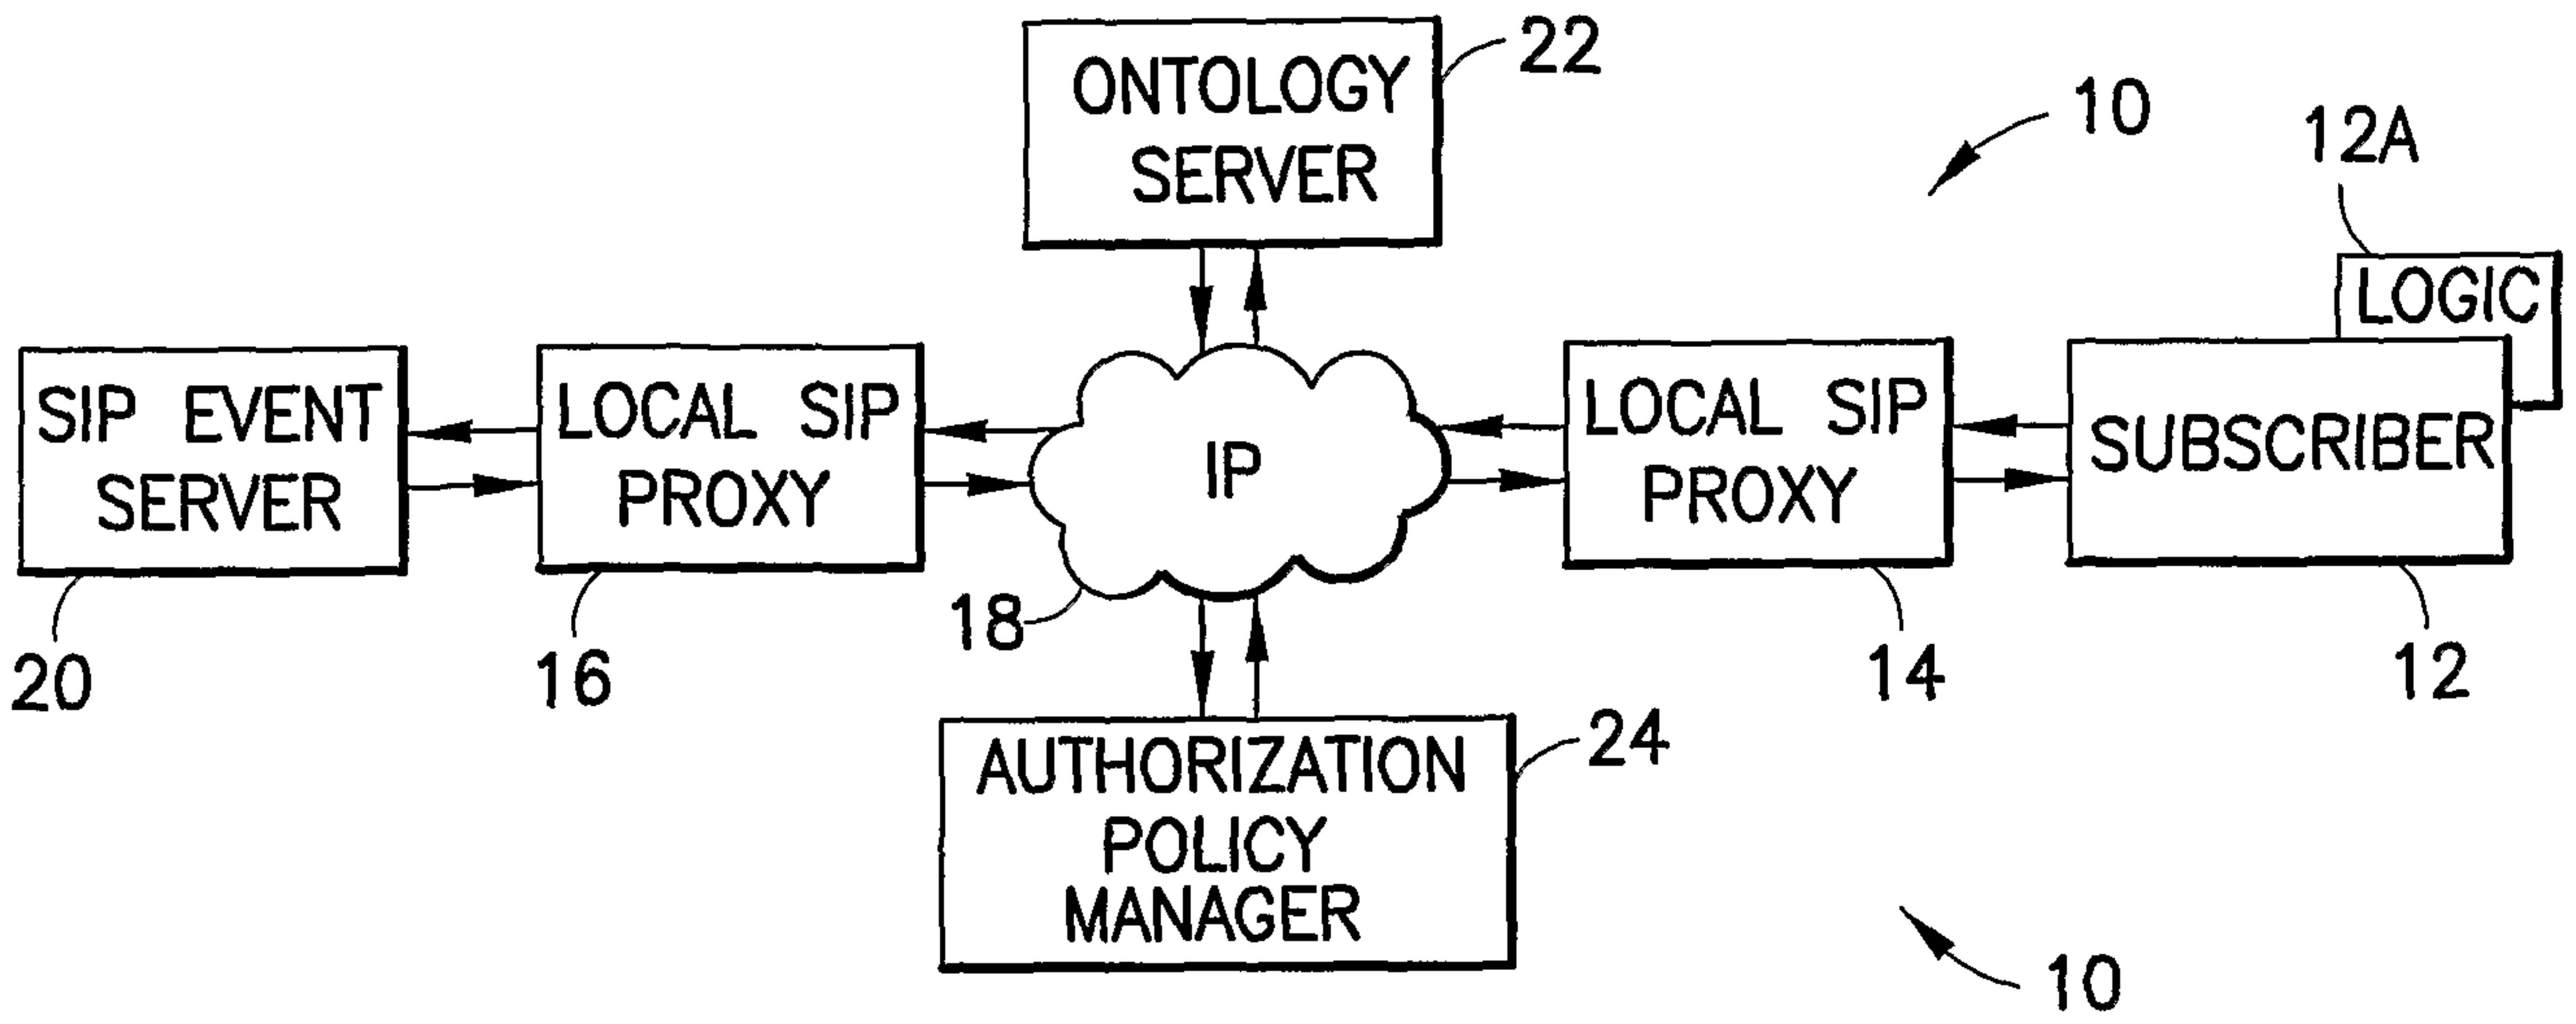 ONTOLOGY
SERVER
22
10
12A
LOGIC
SIP EVENT
SERVER
LOCAL SIP
PROXY
IP
LOCAL SIP
PROXY
SUBSCRIBER
20
16
18
14
12
AUTHORIZATION
POLICY
MANAGER
24
10